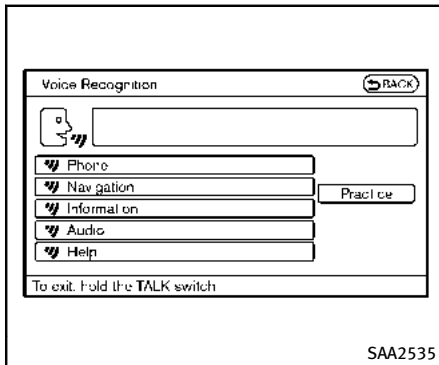 Voice Recognition
BACK
Phone
Navigation
Information
Practice
Audio
Help
To exit, hold the TALK switch
SAA2535